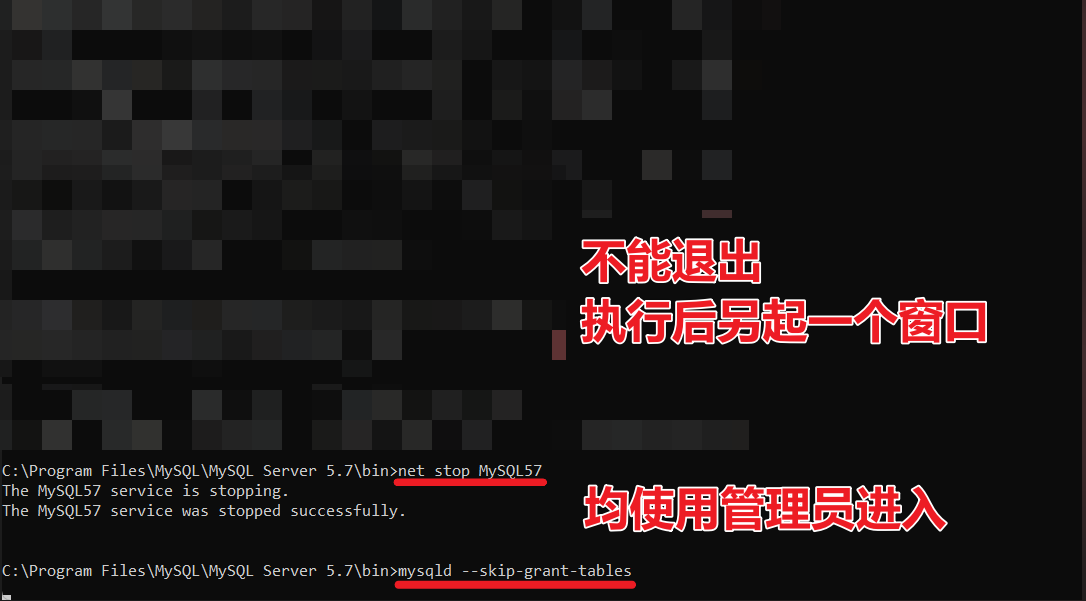 不能退出
执行后另起一个窗口
C:\Program Files\MySQL\MySQL Server 5.7\bin>net stop MySQL57
The MySQL57 service is stopping.
The MySQL57 service was stopped successfully.
均使用管理员进入
C:\Program Files\MySQL\MySQL Server 5.7\bin>mysqld --skip-grant-tables